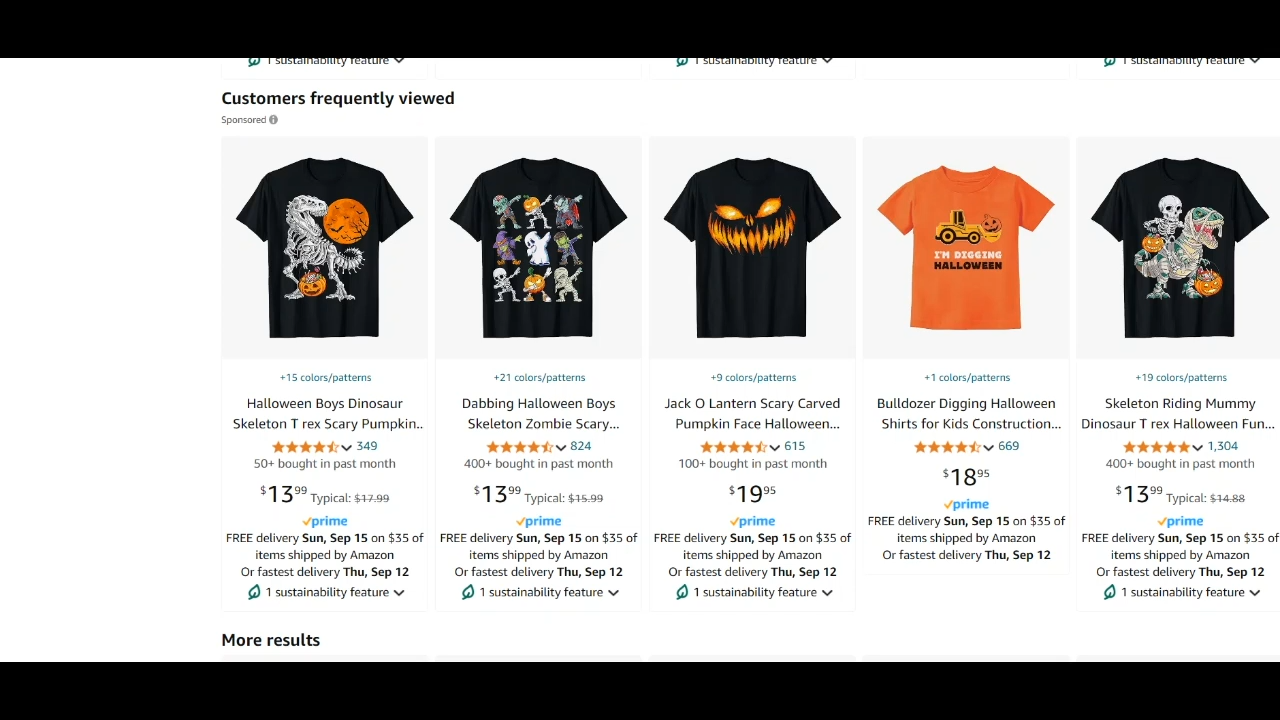 1 sustainability feature
1 sustainability feature
1 sustainability feature
Customers frequently viewed
Sponsored
I'M DIGGING
HALLOWEEN
+15 colors/patterns
Halloween Boys Dinosaur
Skeleton T rex Scary Pumpkin...
349
50+ bought in past month
$13.99 Typical: $17.99
prime
FREE delivery Sun, Sep 15 on $35 of
items shipped by Amazon
Or fastest delivery Thu, Sep 12
1 sustainability feature
+21 colors/patterns
Dabbing Halloween Boys
Skeleton Zombie Scary...
824
400+ bought in past month
$13.99 Typical: $15.99
prime
FREE delivery Sun, Sep 15 on $35 of
items shipped by Amazon
Or fastest delivery Thu, Sep 12
1 sustainability feature
+9 colors/patterns
Jack O Lantern Scary Carved
Pumpkin Face Halloween...
615
100+ bought in past month
$19.95
prime
FREE delivery Sun, Sep 15 on $35 of
items shipped by Amazon
Or fastest delivery Thu, Sep 12
1 sustainability feature
+1 colors/patterns
Bulldozer Digging Halloween
Shirts for Kids Construction...
669
$18.95
prime
FREE delivery Sun, Sep 15 on $35 of
items shipped by Amazon
Or fastest delivery Thu, Sep 12
+19 colors/patterns
Skeleton Riding Mummy
Dinosaur T rex Halloween Fun...
1,304
400+ bought in past month
$13.99 Typical: $14.88
prime
FREE delivery Sun, Sep 15 on $35 of
items shipped by Amazon
Or fastest delivery Thu, Sep 12
1 sustainability feature
More results